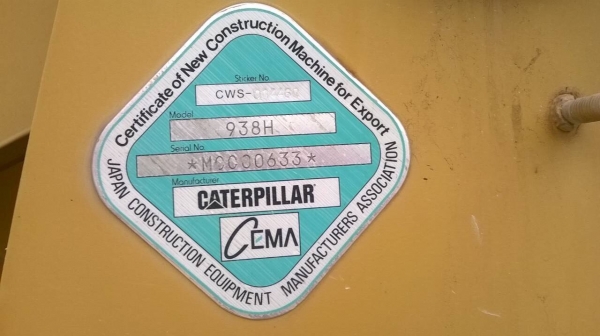 Certificate of New Construction Machine for Export
Sticker No
CWS-
Model
938H
Serial No
Manufacturer
CATERPILLAR
CEMA
JAPAN CONSTRUCTION EQUIPMENT MANUFACTURERS ASSOCIATION